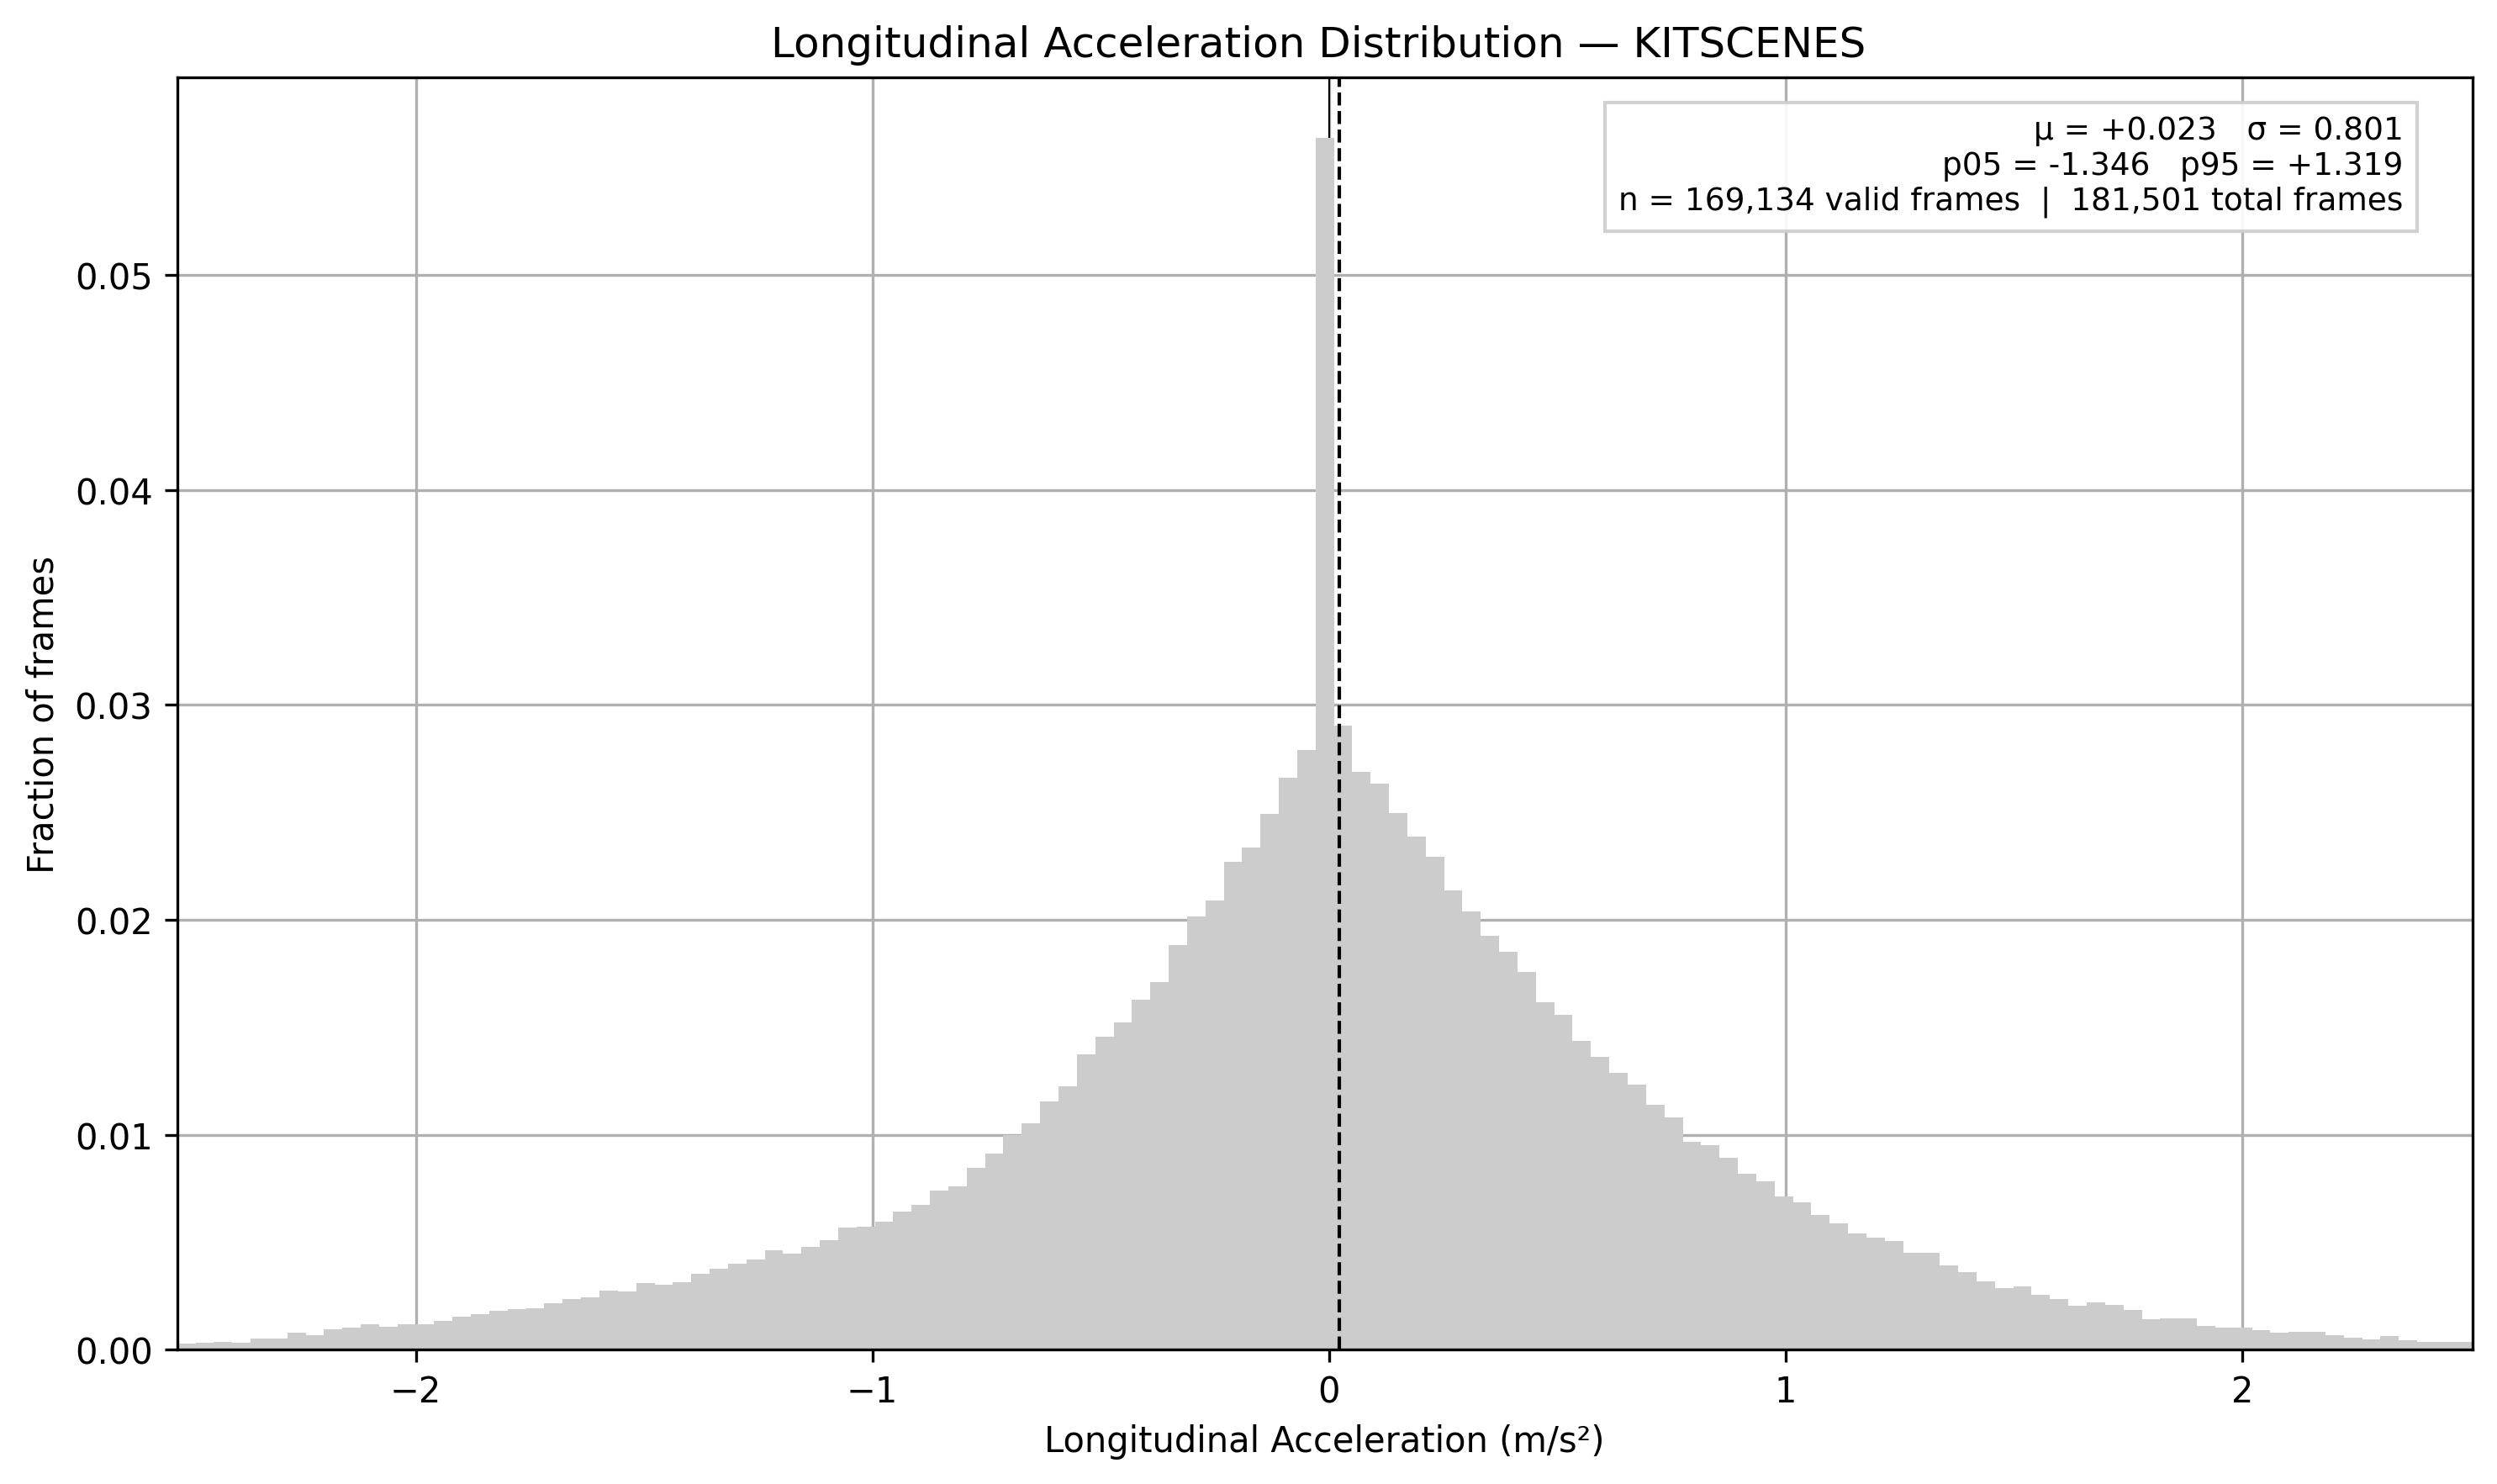 Longitudinal Acceleration Distribution — KITSCENES
μ = +0.023   σ = 0.801
p05 = -1.346   p95 = +1.319
n = 169,134 valid frames  |  181,501 total frames
Fraction of frames
0.05
0.04
0.03
0.02
0.01
0.00
−2
−1
0
1
2
Longitudinal Acceleration (m/s²)